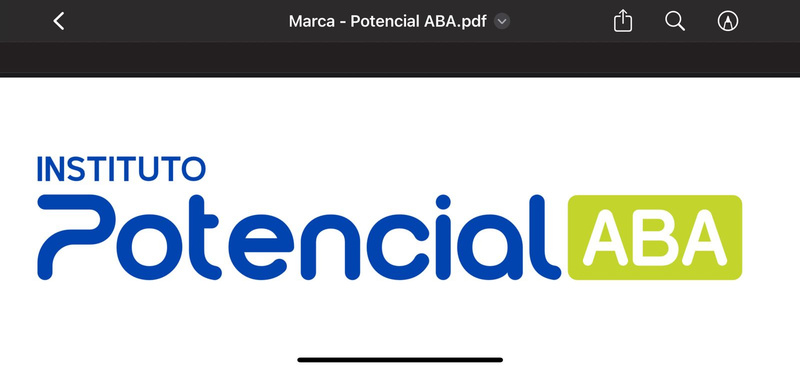 Marca - Potencial ABA.pdf
INSTITUTO
Potencial ABA